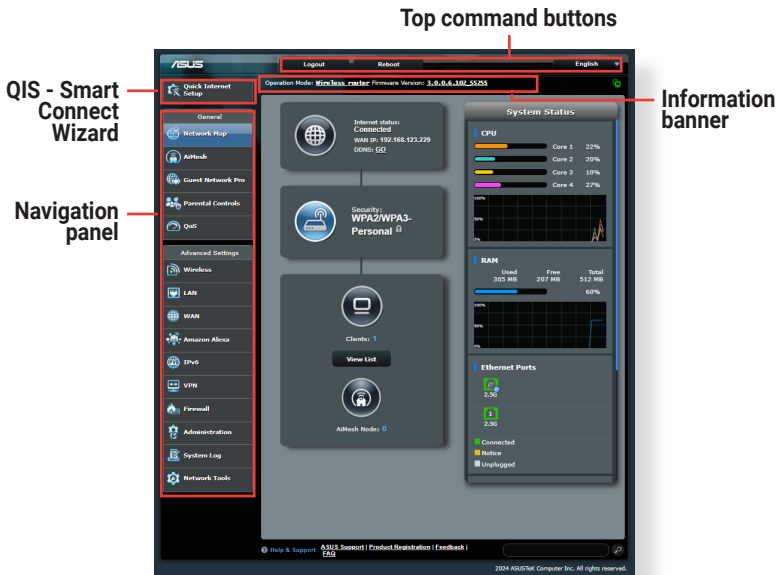 Top command buttons
ASUS
Logout
Reboot
English
QIS - Smart
Connect
Wizard
Quick Internet
Setup
Operation Mode: Wireless router Firmware Version: 3.0.0.6.102_55255
Information
banner
Navigation
panel
General
Network Map
AiMesh
Guest Network Pro
Parental Controls
QoS
Advanced Settings
Wireless
LAN
WAN
Amazon Alexa
IPv6
VPN
Firewall
Administration
System Log
Network Tools
Internet status:
Connected
WAN IP: 192.168.123.229
DDNS: GO
Security:
WPA2/WPA3-
Personal
Clients: 1
View List
AiMesh Node: 0
System Status
CPU
Core 1 22%
Core 2 20%
Core 3 10%
Core 4 27%
100%
50%
0%
RAM
Used Free Total
305 MB 207 MB 512 MB
60%
100%
50%
0%
Ethernet Ports
2.5G
1
2.5G
Connected
Notice
Unplugged
Help & Support ASUS Support | Product Registration | Feedback |
FAQ
2024 ASUSTeK Computer Inc. All rights reserved.